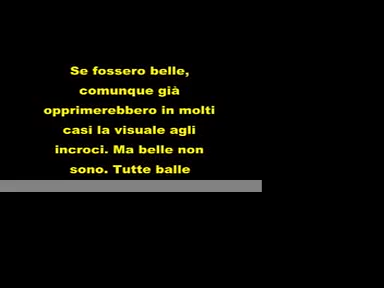 Se fossero belle,
comunque già
opprimerebbero in molti
casi la visuale agli
incroci. Ma belle non
sono. Tutte balle